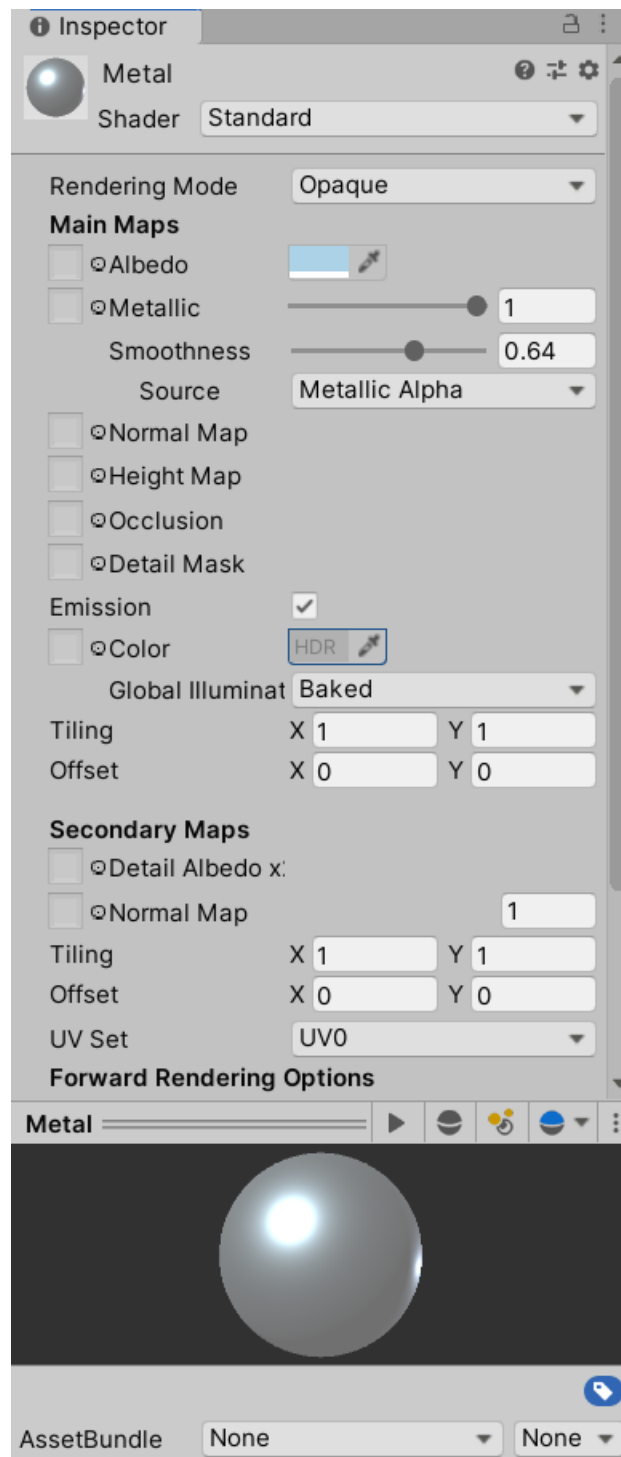 Inspector
Metal
Shader Standard
Rendering Mode Opaque
Main Maps
Albedo
Metallic 1
Smoothness 0.64
Source Metallic Alpha
Normal Map
Height Map
Occlusion
Detail Mask
Emission
Color HDR
Global Illuminat Baked
Tiling X 1 Y 1
Offset X 0 Y 0
Secondary Maps
Detail Albedo x
Normal Map 1
Tiling X 1 Y 1
Offset X 0 Y 0
UV Set UV0
Forward Rendering Options
Metal
AssetBundle None None